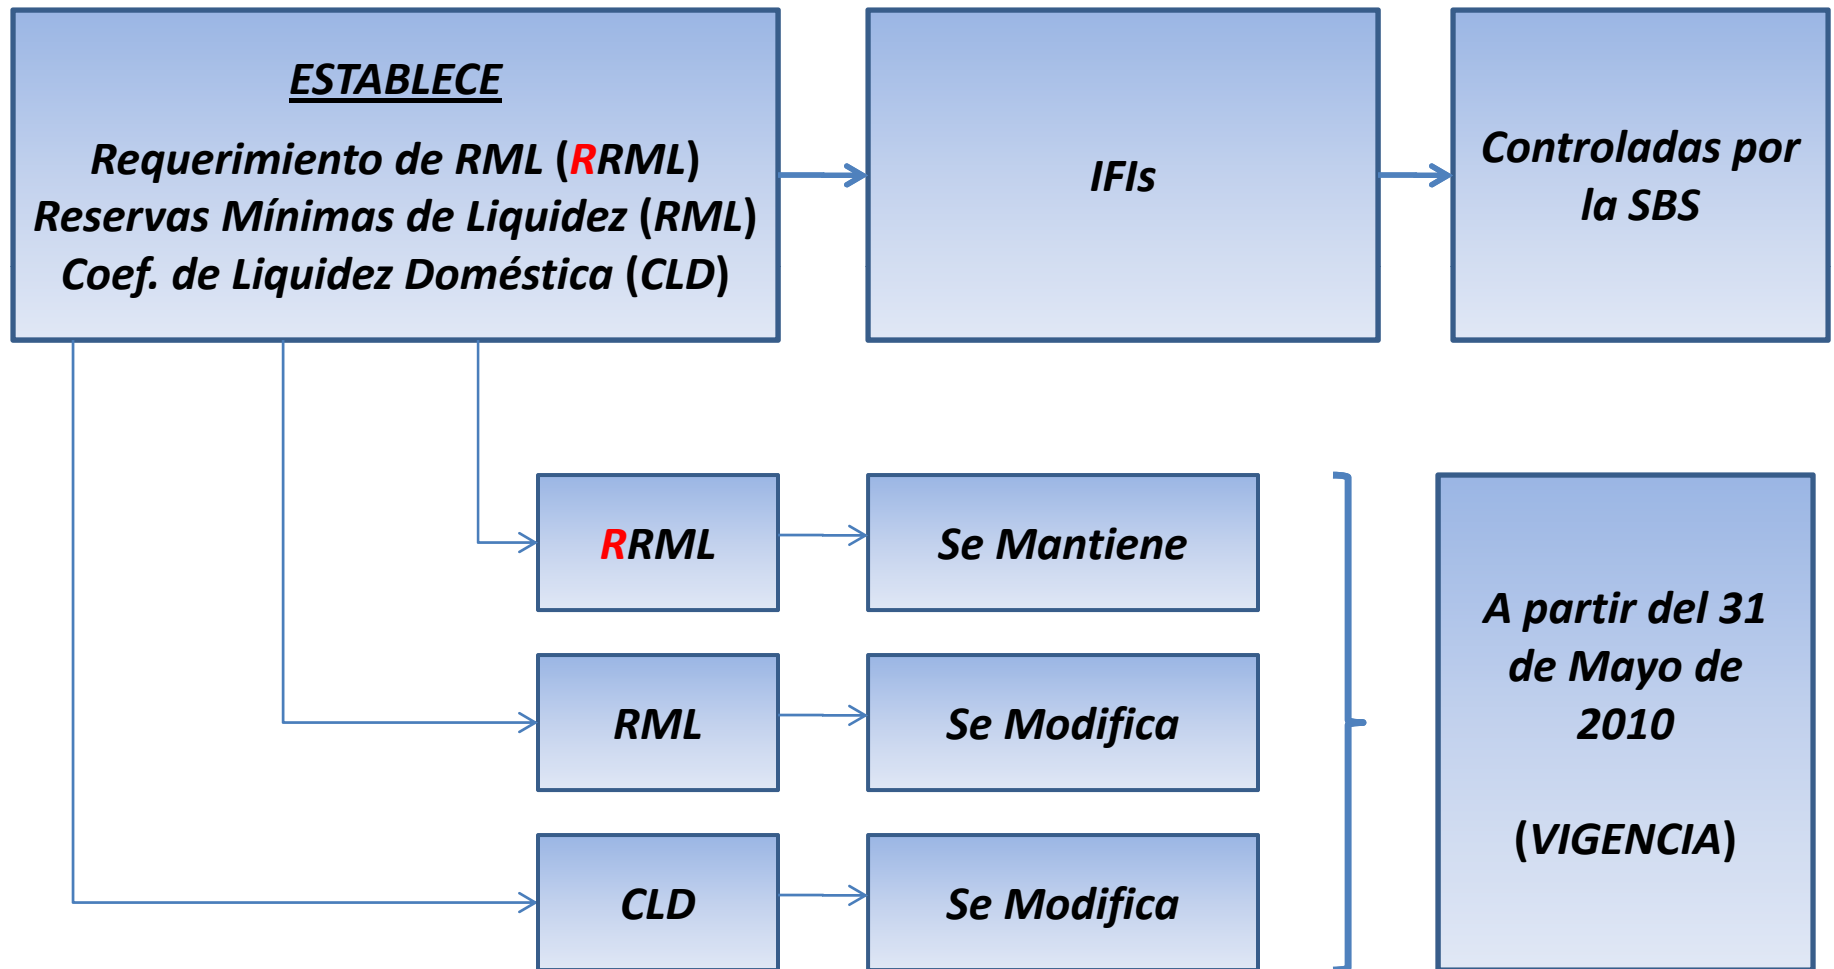 ESTABLECE
Requerimiento de RML (RRML)
Reservas Mínimas de Liquidez (RML)
Coef. de Liquidez Doméstica (CLD)
IFIs
Controladas por
la SBS
RRML
Se Mantiene
RML
Se Modifica
CLD
Se Modifica
A partir del 31
de Mayo de
2010
(VIGENCIA)